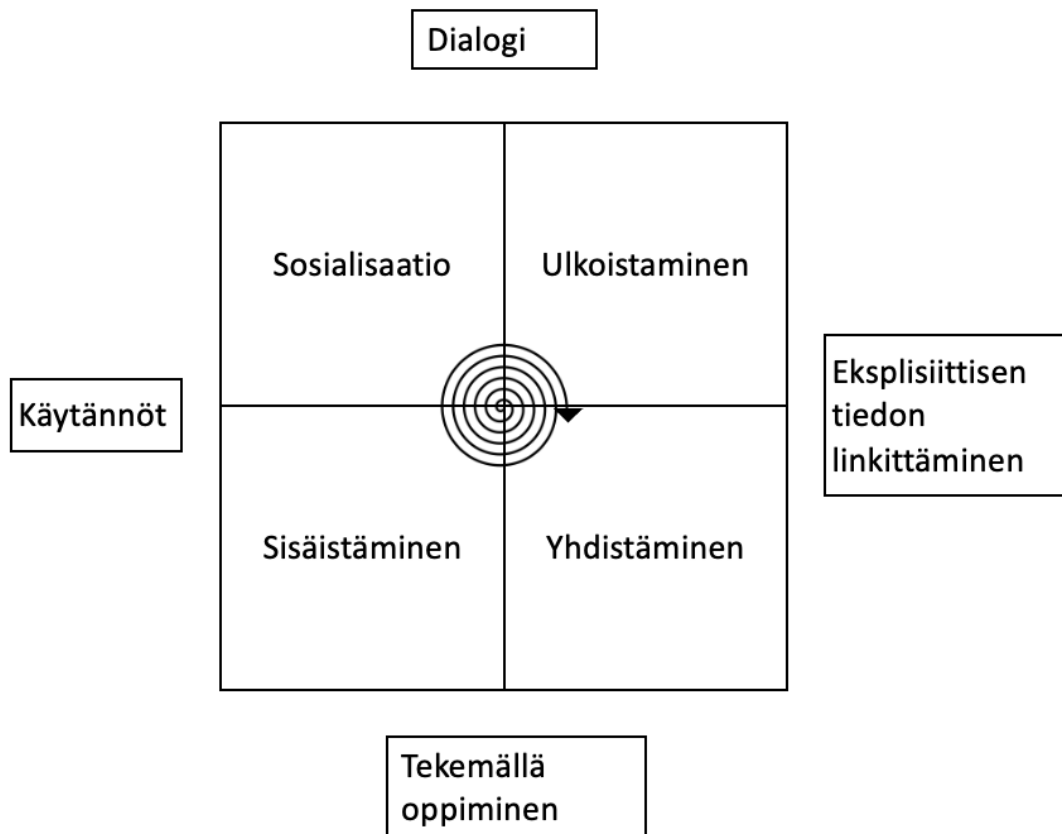 Dialogi
Sosialisaatio
Ulkoistaminen
Käytännöt
Eksplisiittisen
tiedon
linkittäminen
Sisäistäminen
Yhdistäminen
Tekemällä
oppiminen